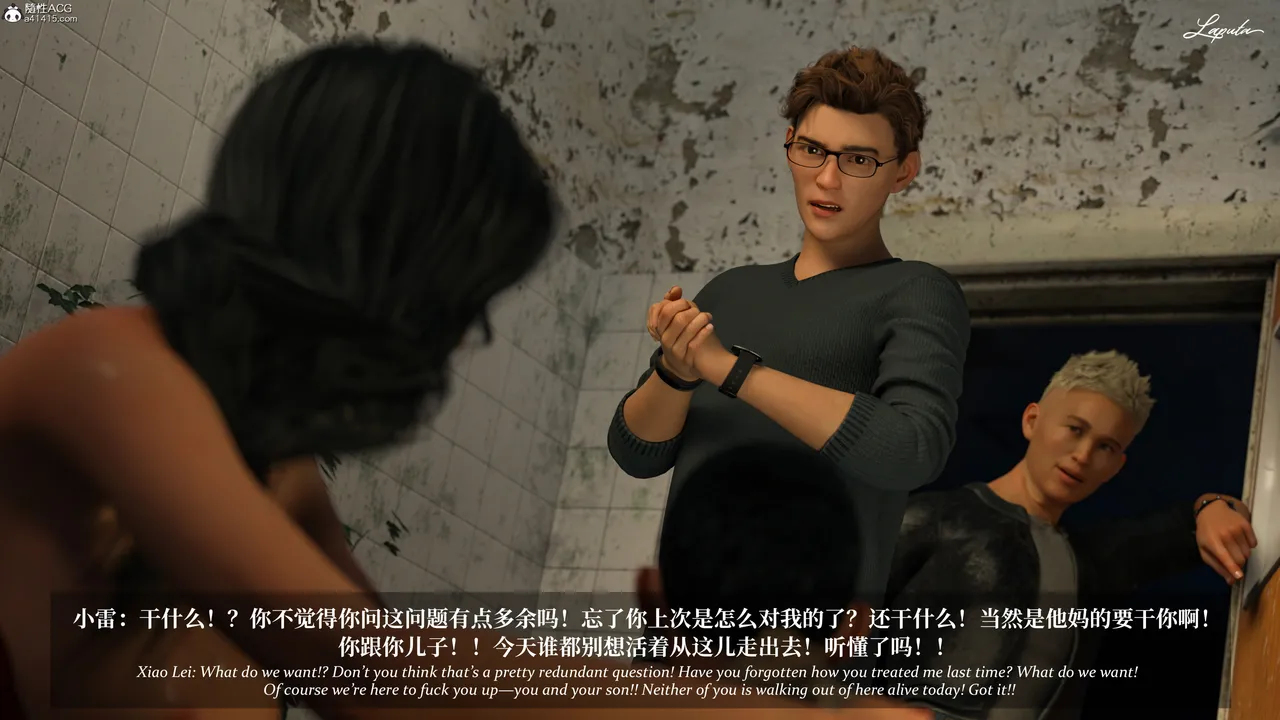 隨性ACG
a41415.com
Laputa
小雷：干什么！？你不觉得你问这问题有点多余吗！忘了你上次是怎么对我的了？还干什么！当然是他妈的要干你啊！
你跟你儿子！！今天谁都别想活着从这儿走出去！听懂了吗！！
Xiao Lei: What do we want!? Don't you think that's a pretty redundant question! Have you forgotten how you treated me last time? What do we want!
Of course we're here to fuck you up—you and your son!! Neither of you is walking out of here alive today! Got it!!